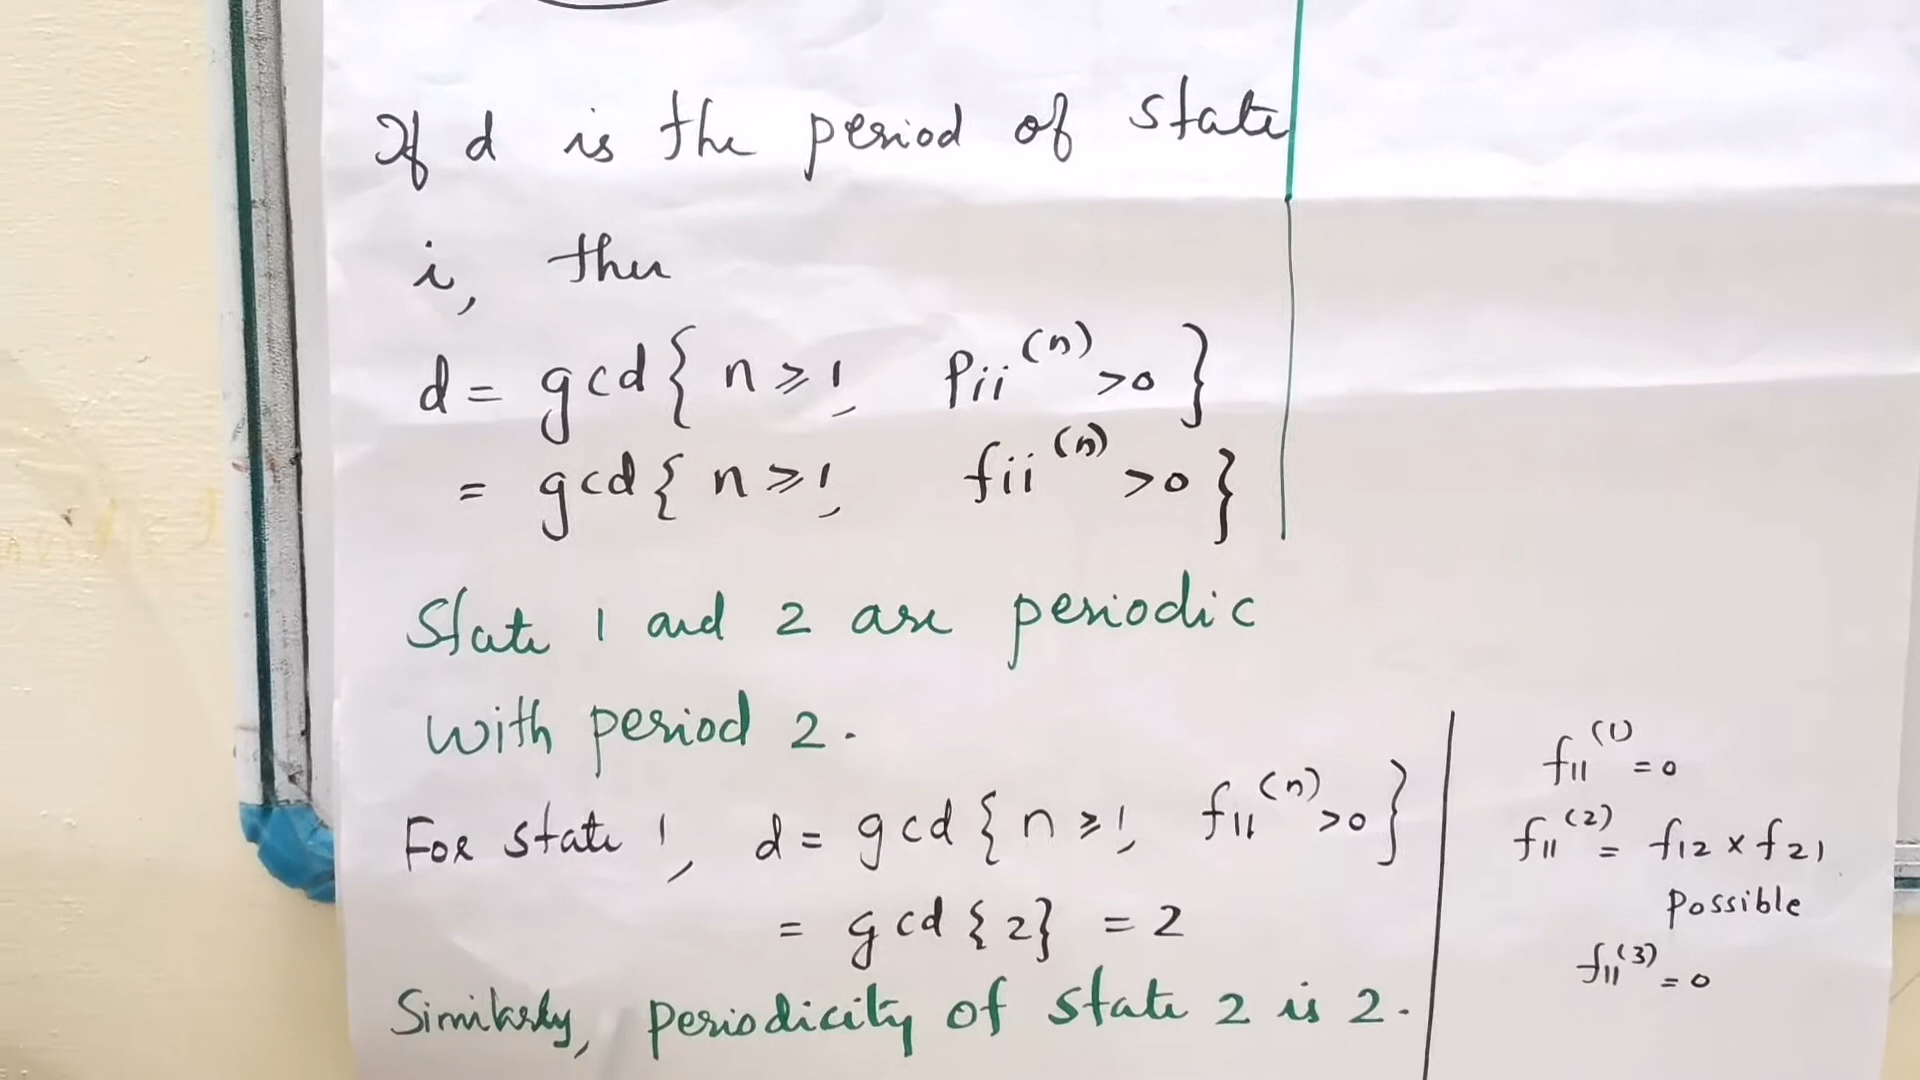 If d is the period of state
i, then
d = gcd { n ≥ 1, Pii^(n) > 0 }
= gcd { n ≥ 1, fii^(n) > 0 }
State 1 and 2 are periodic
with period 2.
For state 1, d = gcd { n ≥ 1, f11^(n) > 0 }
= gcd { 2 } = 2
Similarly, periodicity of state 2 is 2.
f11^(1) = 0
f11^(2) = f12 × f21
possible
f11^(3) = 0